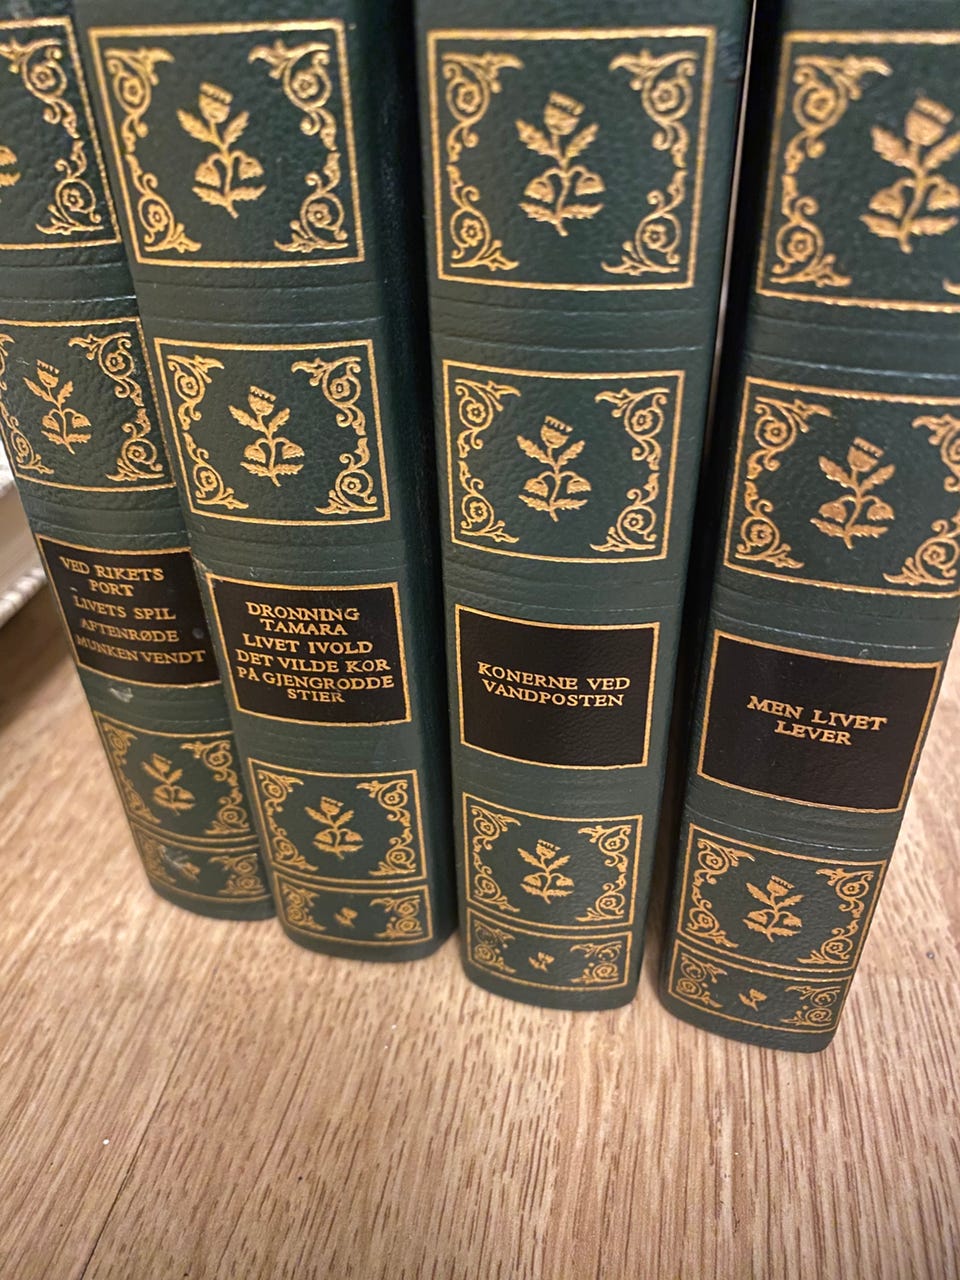 VED RIKETS
PORT
LIVETS SPIL
AFTENRØDE
MUNKEN VENDT
DRONNING
TAMARA
LIVET IVOLD
DET VILDE KOR
PÅ GJENGRODDE
STIER
KONERNE VED
VANDPOSTEN
MEN LIVET
LEVER